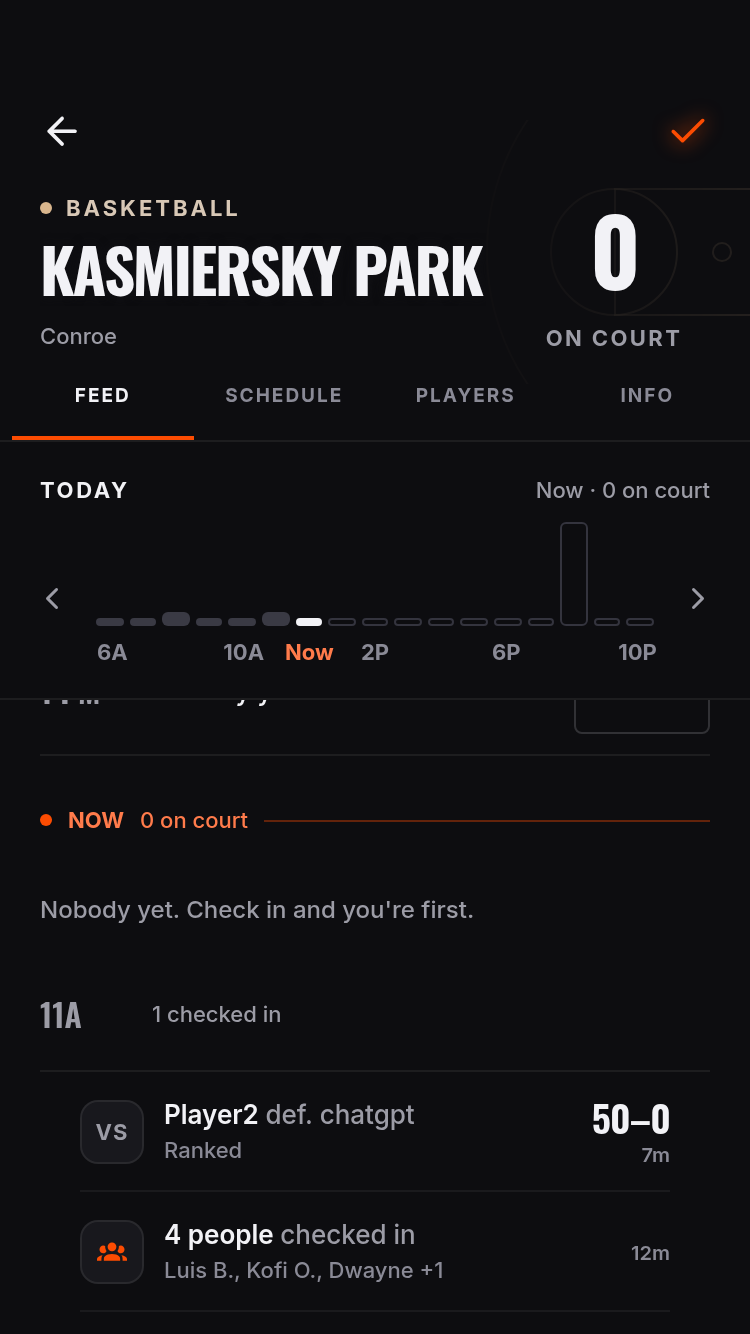 BASKETBALL
KASMIERSKY PARK
0
Conroe
ON COURT
FEED SCHEDULE PLAYERS INFO
TODAY
Now · 0 on court
6A 10A Now 2P 6P 10P
NOW 0 on court
Nobody yet. Check in and you're first.
11A 1 checked in
VS
Player2 def. chatgpt
50–0
Ranked
7m
4 people checked in
12m
Luis B., Kofi O., Dwayne +1